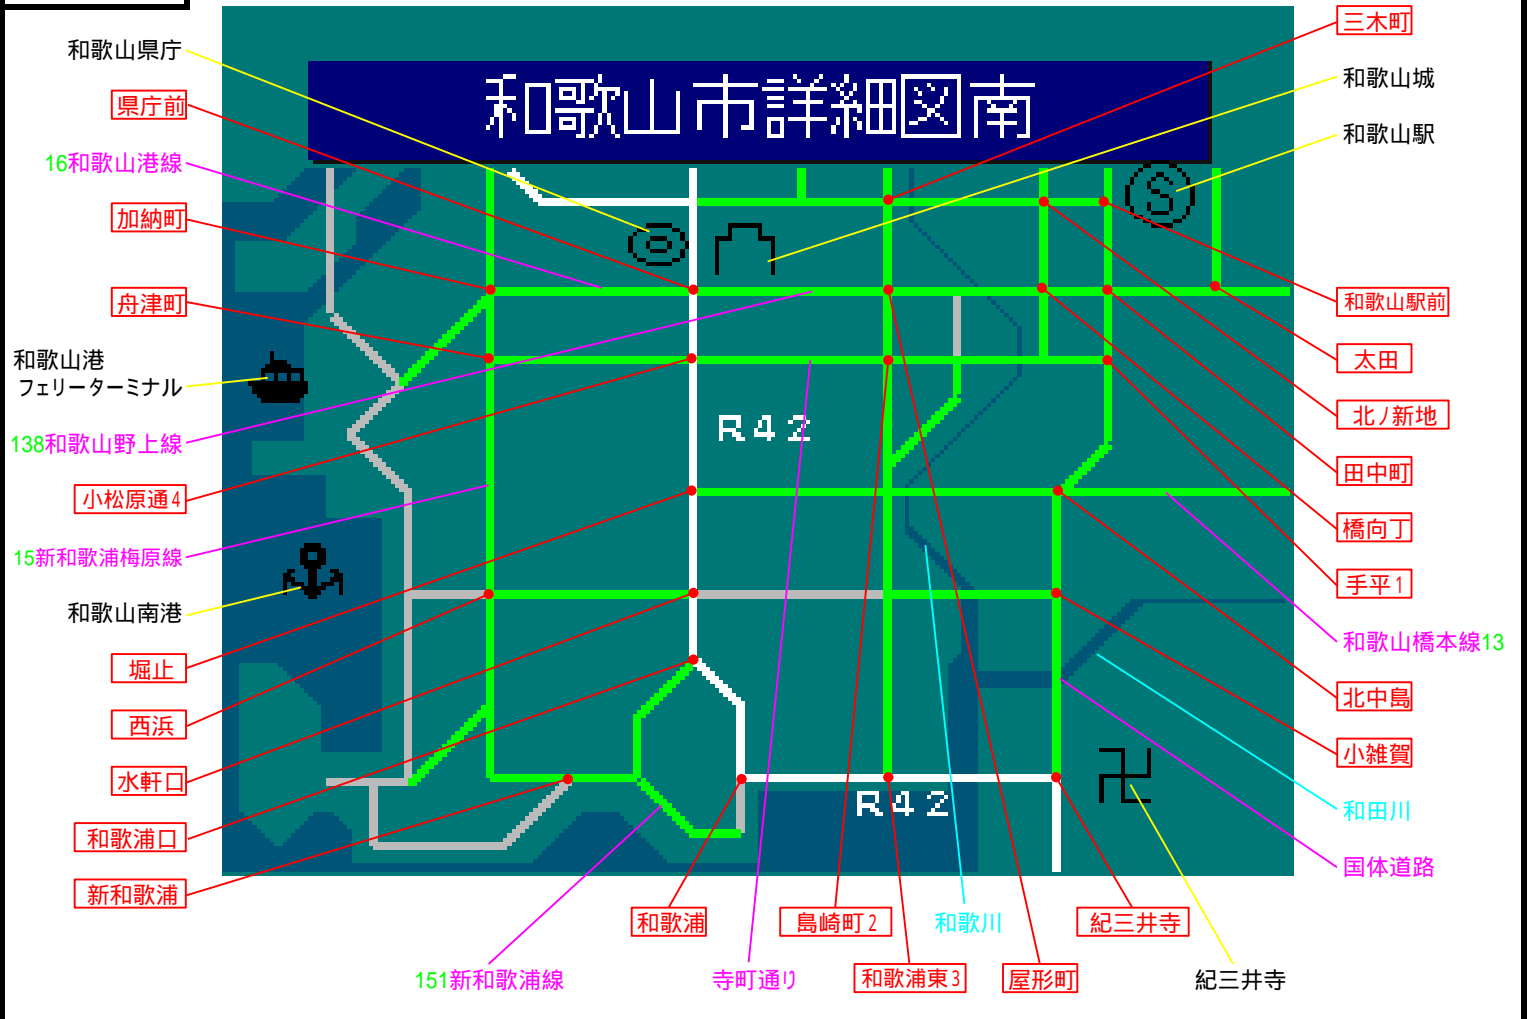 和歌山市詳細図南
和歌山県庁
県庁前
16和歌山港線
加納町
舟津町
和歌山港
フェリーターミナル
138和歌山野上線
小松原通4
15新和歌浦梅原線
和歌山南港
堀止
西浜
水軒口
和歌浦口
新和歌浦
S
R42
R42
三木町
和歌山城
和歌山駅
和歌山駅前
太田
北ノ新地
田中町
橋向丁
手平1
和歌山橋本線13
北中島
小雑賀
和田川
国体道路
和歌浦
島崎町2
和歌川
紀三井寺
151新和歌浦線
寺町通り
和歌浦東3
屋形町
紀三井寺